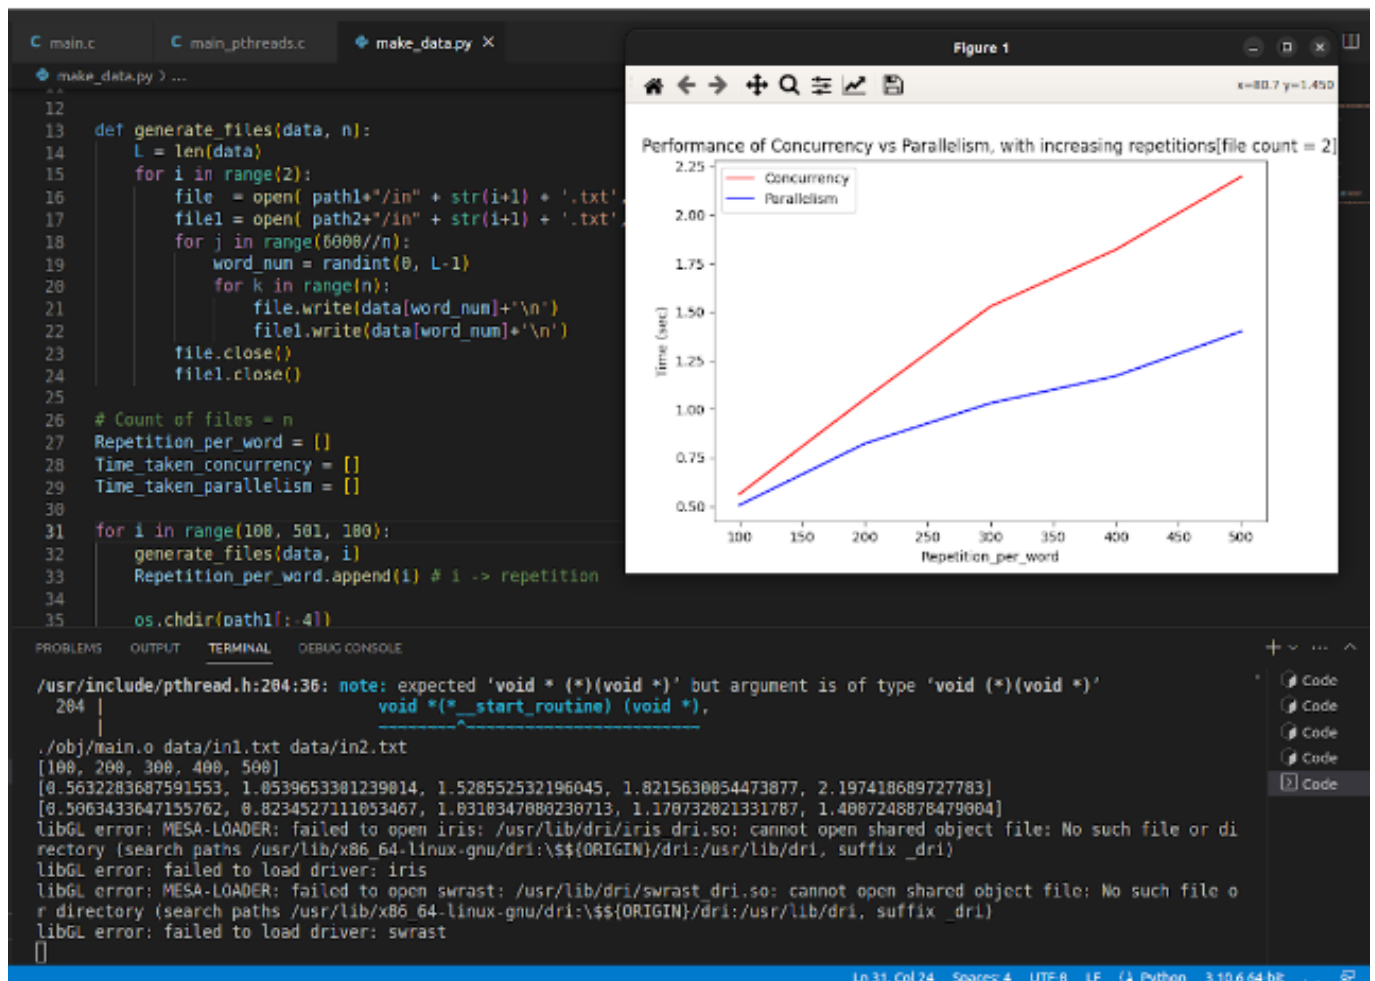 main.c
main_pthreads.c
make_data.py
make_data.py > ...
12
13 def generate_files(data, n):
14 L = len(data)
15 for i in range(2):
16 file = open( path1+"/in" + str(i+1) + '.txt',
17 file1 = open( path2+"/in" + str(i+1) + '.txt',
18 for j in range(6000//n):
19 word_num = randint(0, L-1)
20 for k in range(n):
21 file.write(data[word_num]+'\n')
22 file1.write(data[word_num]+'\n')
23 file.close()
24 file1.close()
25
26 # Count of files = n
27 Repetition_per_word = []
28 Time_taken_concurrency = []
29 Time_taken_parallelism = []
30
31 for i in range(100, 501, 100):
32 generate_files(data, i)
33 Repetition_per_word.append(i) # i -> repetition
34
35 os.chdir(path1[:-4])
Figure 1
x=80.7 y=1.450
Performance of Concurrency vs Parallelism, with increasing repetitions[file count = 2]
Concurrency
Parallelism
2.25
2.00
1.75
1.50
1.25
1.00
0.75
0.50
Time (sec)
100 150 200 250 300 350 400 450 500
Repetition_per_word
PROBLEMS OUTPUT TERMINAL DEBUG CONSOLE
/usr/include/pthread.h:204:36: note: expected ‘void * (*)(void *)’ but argument is of type ‘void (*)(void *)’
204 | void *(*__start_routine) (void *),
| ~~~~~~~~^~~~~~~~~~~~~~~~~~~~~~~~~
./obj/main.o data/in1.txt data/in2.txt
[100, 200, 300, 400, 500]
[0.5632283687591553, 1.0539653301239014, 1.528552532196045, 1.8215630054473877, 2.197418689727783]
[0.5063433647155762, 0.8234527111053467, 1.0310347080230713, 1.170732021331787, 1.4007248878479004]
libGL error: MESA-LOADER: failed to open iris: /usr/lib/dri/iris_dri.so: cannot open shared object file: No such file or di
rectory (search paths /usr/lib/x86_64-linux-gnu/dri:\$${ORIGIN}/dri:/usr/lib/dri, suffix _dri)
libGL error: failed to load driver: iris
libGL error: MESA-LOADER: failed to open swrast: /usr/lib/dri/swrast_dri.so: cannot open shared object file: No such file o
r directory (search paths /usr/lib/x86_64-linux-gnu/dri:\$${ORIGIN}/dri:/usr/lib/dri, suffix _dri)
libGL error: failed to load driver: swrast
Code
Code
Code
Code
Code
Ln 31, Col 24 Spaces: 4 UTF-8 LF Python 3.10.6 64-bit